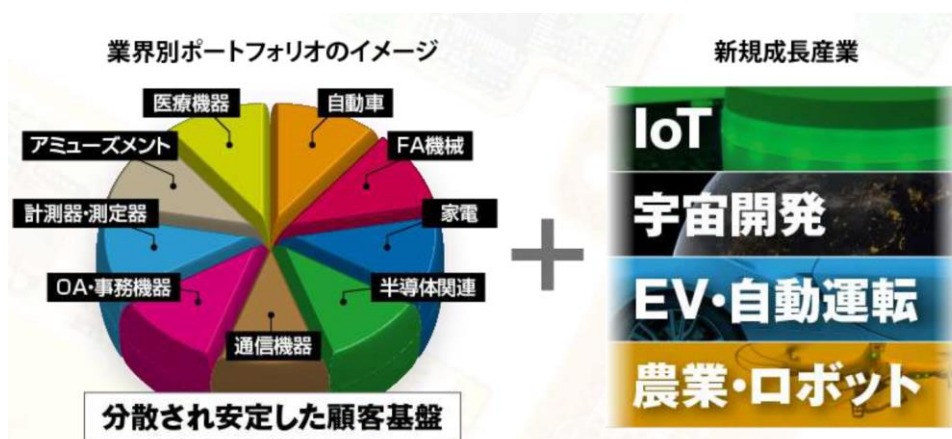 業界別ポートフォリオのイメージ
新規成長産業
医療機器
自動車
アミューズメント
FA機械
計測器・測定器
家電
OA・事務機器
半導体関連
通信機器
分散され安定した顧客基盤
+
IoT
宇宙開発
EV・自動運転
農業・ロボット